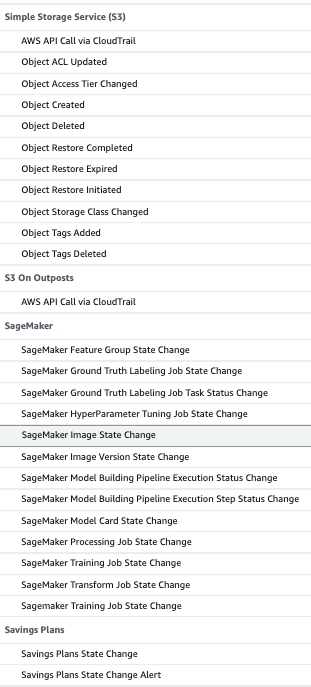 Simple Storage Service (S3)
AWS API Call via CloudTrail
Object ACL Updated
Object Access Tier Changed
Object Created
Object Deleted
Object Restore Completed
Object Restore Expired
Object Restore Initiated
Object Storage Class Changed
Object Tags Added
Object Tags Deleted
S3 On Outposts
AWS API Call via CloudTrail
SageMaker
SageMaker Feature Group State Change
SageMaker Ground Truth Labeling Job State Change
SageMaker Ground Truth Labeling Job Task Status Change
SageMaker HyperParameter Tuning Job State Change
SageMaker Image State Change
SageMaker Image Version State Change
SageMaker Model Building Pipeline Execution Status Change
SageMaker Model Building Pipeline Execution Step Status Change
SageMaker Model Card State Change
SageMaker Processing Job State Change
SageMaker Training Job State Change
SageMaker Transform Job State Change
Sagemaker Training Job State Change
Savings Plans
Savings Plans State Change
Savings Plans State Change Alert